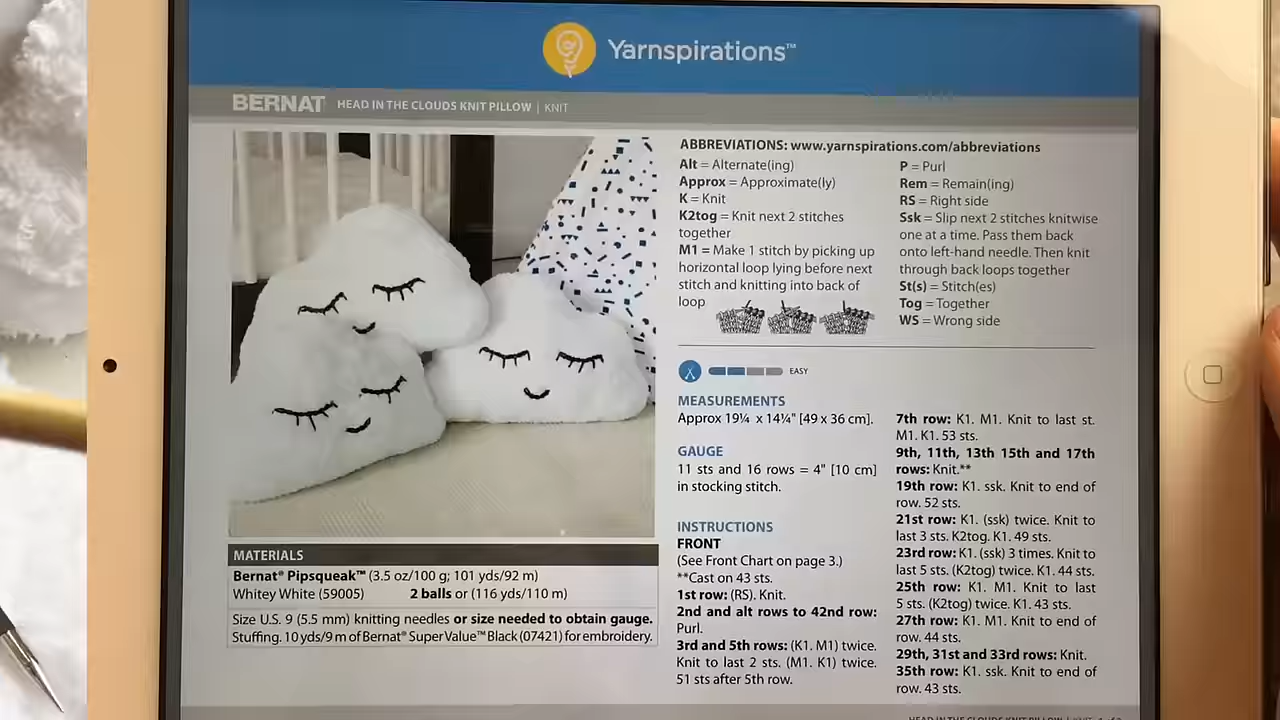 Yarnspirations™
BERNAT HEAD IN THE CLOUDS KNIT PILLOW | KNIT
MATERIALS
Bernat® Pipsqueak™ (3.5 oz/100 g; 101 yds/92 m)
Whitey White (59005) 2 balls or (116 yds/110 m)
Size U.S. 9 (5.5 mm) knitting needles or size needed to obtain gauge.
Stuffing. 10 yds/9 m of Bernat® Super Value™ Black (07421) for embroidery.
ABBREVIATIONS: www.yarnspirations.com/abbreviations
Alt = Alternate(ing)
Approx = Approximate(ly)
K = Knit
K2tog = Knit next 2 stitches
together
M1 = Make 1 stitch by picking up
horizontal loop lying before next
stitch and knitting into back of
loop
P = Purl
Rem = Remain(ing)
RS = Right side
Ssk = Slip next 2 stitches knitwise
one at a time. Pass them back
onto left-hand needle. Then knit
through back loops together
St(s) = Stitch(es)
Tog = Together
WS = Wrong side
EASY
MEASUREMENTS
Approx 19¼ x 14¼" [49 x 36 cm].
GAUGE
11 sts and 16 rows = 4" [10 cm]
in stocking stitch.
INSTRUCTIONS
FRONT
(See Front Chart on page 3.)
**Cast on 43 sts.
1st row: (RS). Knit.
2nd and alt rows to 42nd row:
Purl.
3rd and 5th rows: (K1. M1) twice.
Knit to last 2 sts. (M1. K1) twice.
51 sts after 5th row.
7th row: K1. M1. Knit to last st.
M1. K1. 53 sts.
9th, 11th, 13th 15th and 17th
rows: Knit.**
19th row: K1. ssk. Knit to end of
row. 52 sts.
21st row: K1. (ssk) twice. Knit to
last 3 sts. K2tog. K1. 49 sts.
23rd row: K1. (ssk) 3 times. Knit to
last 5 sts. (K2tog) twice. K1. 44 sts.
25th row: K1. M1. Knit to last
5 sts. (K2tog) twice. K1. 43 sts.
27th row: K1. M1. Knit to end of
row. 44 sts.
29th, 31st and 33rd rows: Knit.
35th row: K1. ssk. Knit to end of
row. 43 sts.
HEAD IN THE CLOUDS KNIT PILLOW | KNIT